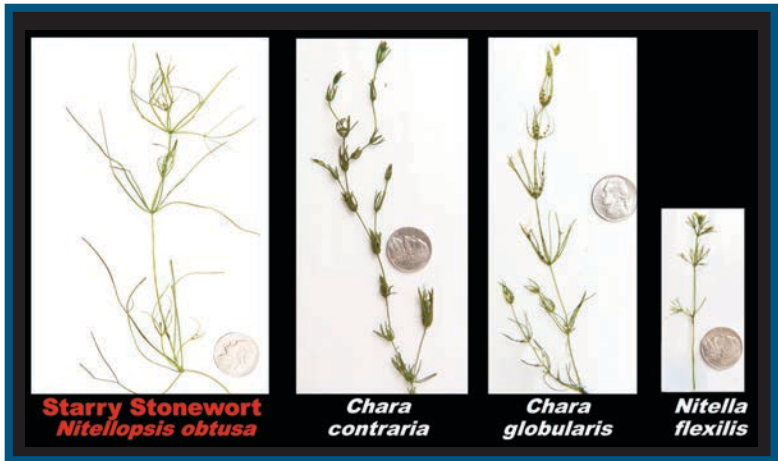 Starry Stonewort
Nitellopsis obtusa
Chara
contraria
Chara
globularis
Nitella
flexilis